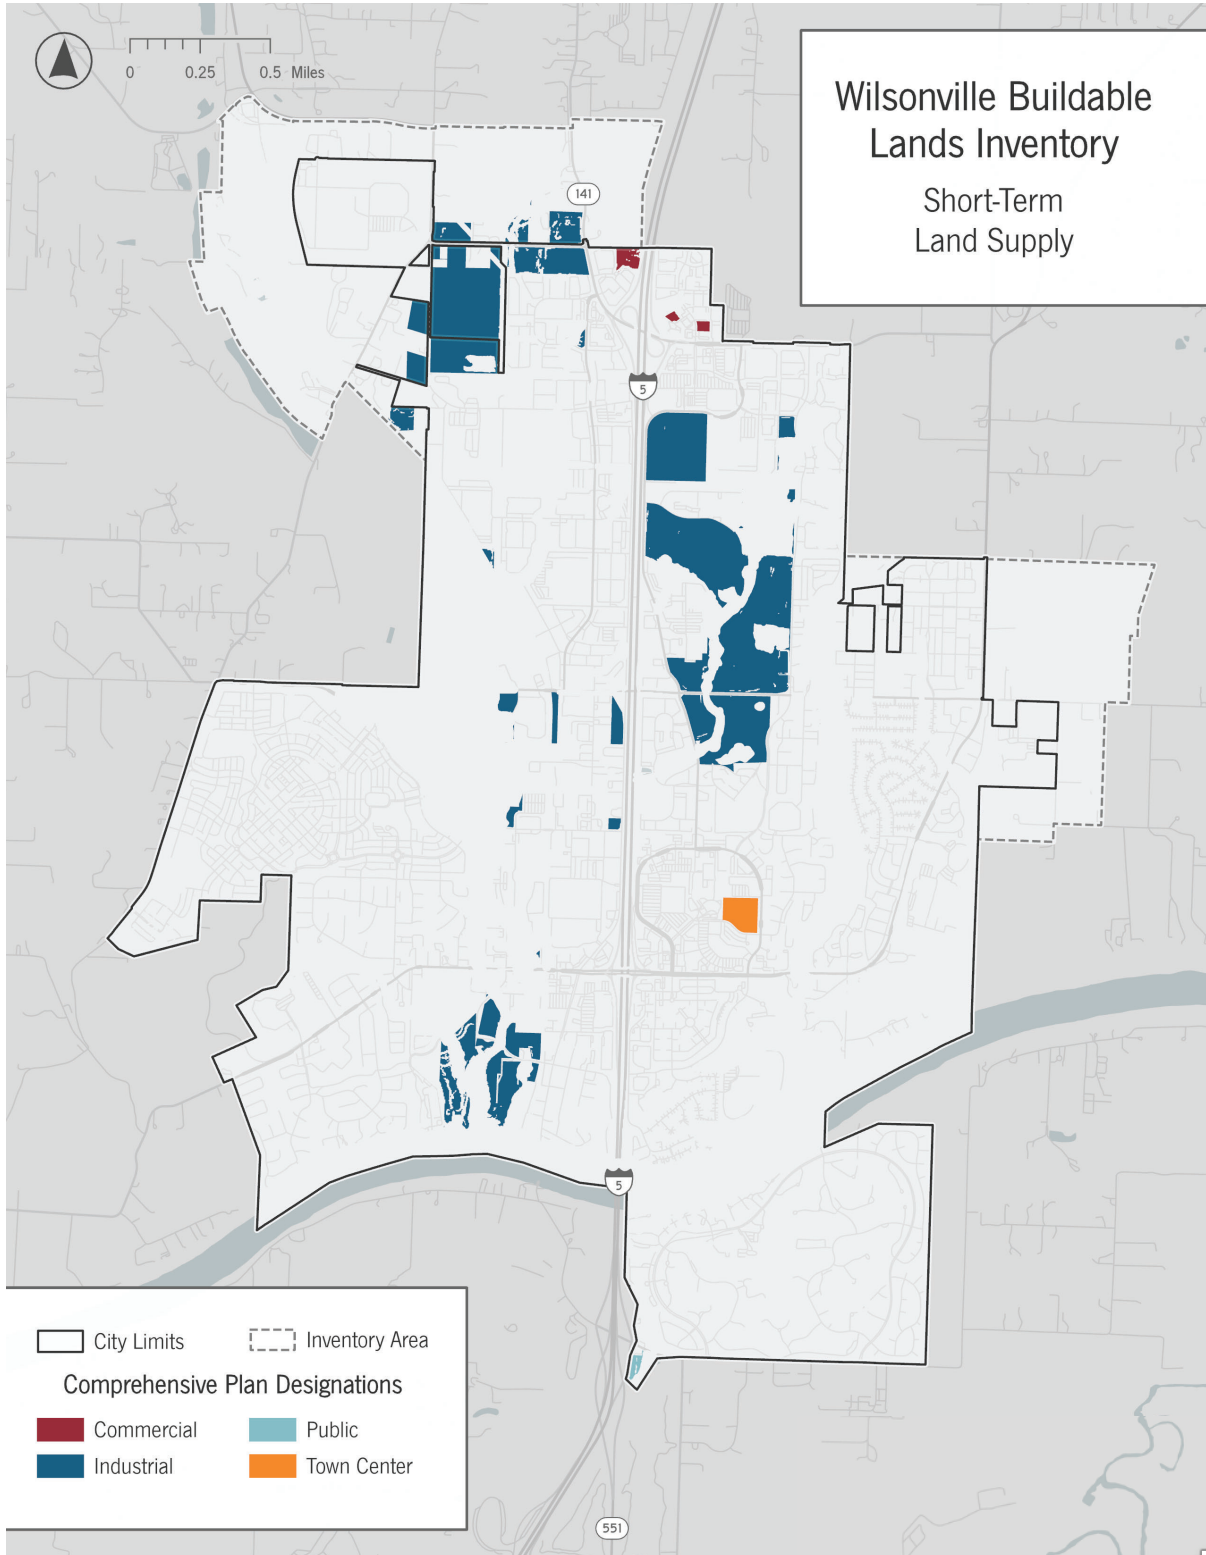 0 0.25 0.5 Miles
Wilsonville Buildable
Lands Inventory
Short-Term
Land Supply
141
5
5
City Limits
Inventory Area
Comprehensive Plan Designations
Commercial
Public
Industrial
Town Center
551